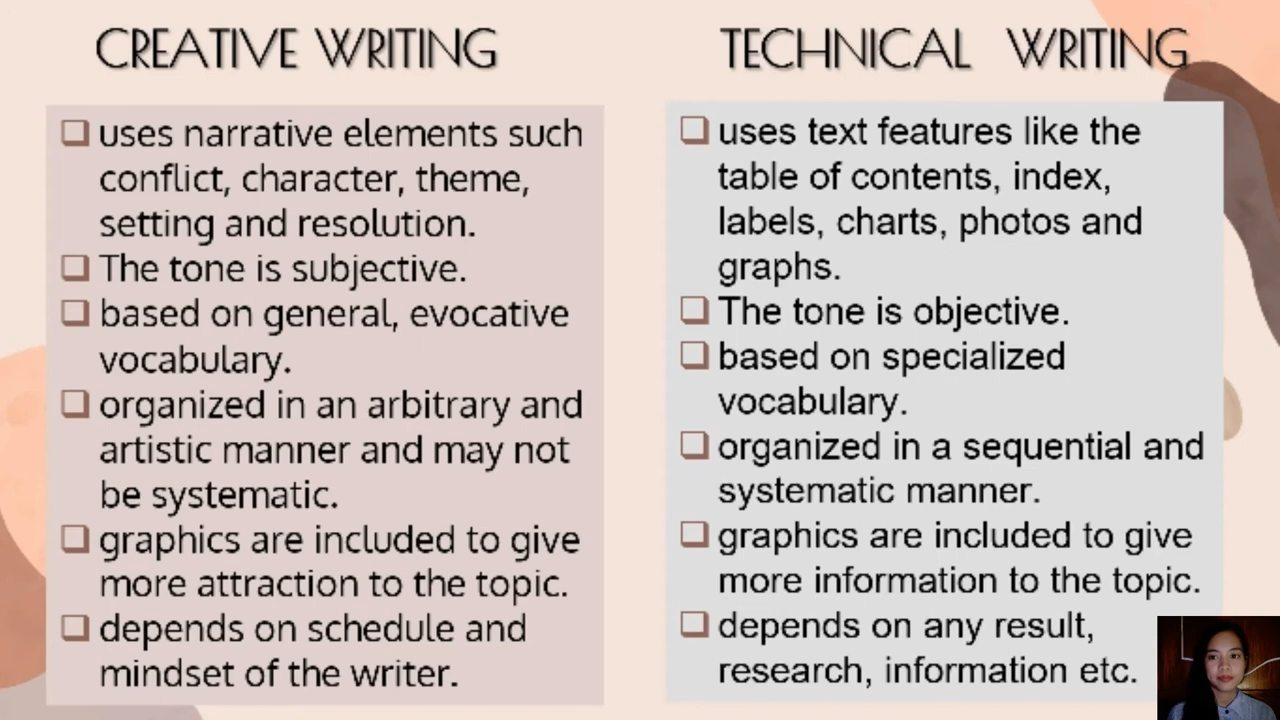 CREATIVE WRITING
uses narrative elements such
conflict, character, theme,
setting and resolution.
The tone is subjective.
based on general, evocative
vocabulary.
organized in an arbitrary and
artistic manner and may not
be systematic.
graphics are included to give
more attraction to the topic.
depends on schedule and
mindset of the writer.
TECHNICAL WRITING
uses text features like the
table of contents, index,
labels, charts, photos and
graphs.
The tone is objective.
based on specialized
vocabulary.
organized in a sequential and
systematic manner.
graphics are included to give
more information to the topic.
depends on any result,
research, information etc.